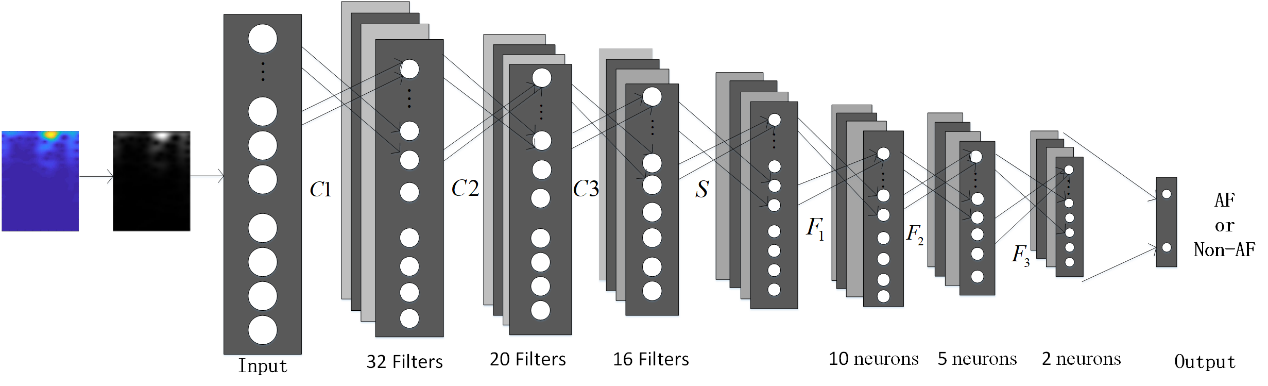 C1
C2
C3
S
F1
F2
F3
AF
or
Non-AF
Input
32 Filters
20 Filters
16 Filters
10 neurons
5 neurons
2 neurons
Output